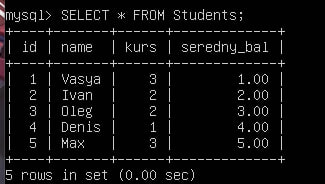 mysql> SELECT * FROM Students;
+----+-------+------+-------------+
| id | name | kurs | seredny_bal |
+----+-------+------+-------------+
| 1 | Vasya | 3 | 1.00 |
| 2 | Ivan | 2 | 2.00 |
| 3 | Oleg | 2 | 3.00 |
| 4 | Denis | 1 | 4.00 |
| 5 | Max | 3 | 5.00 |
+----+-------+------+-------------+
5 rows in set (0.00 sec)